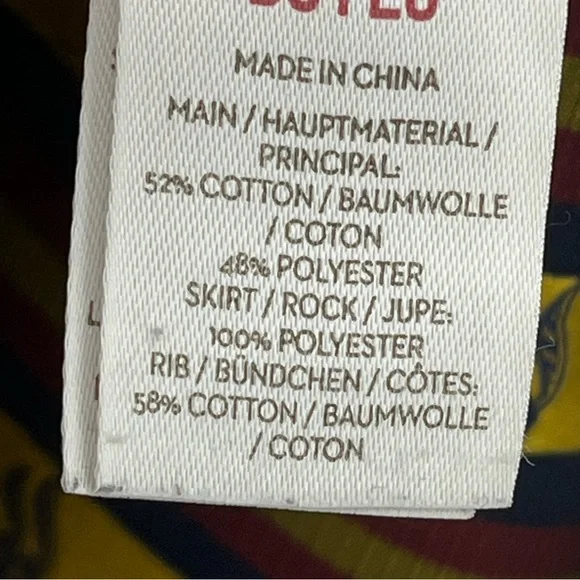 MADE IN CHINA
MAIN / HAUPTMATERIAL /
PRINCIPAL:
52% COTTON / BAUMWOLLE
/ COTON
48% POLYESTER
SKIRT / ROCK / JUPE:
100% POLYESTER
RIB / BÜNDCHEN / CÔTES:
58% COTTON / BAUMWOLLE
/ COTON